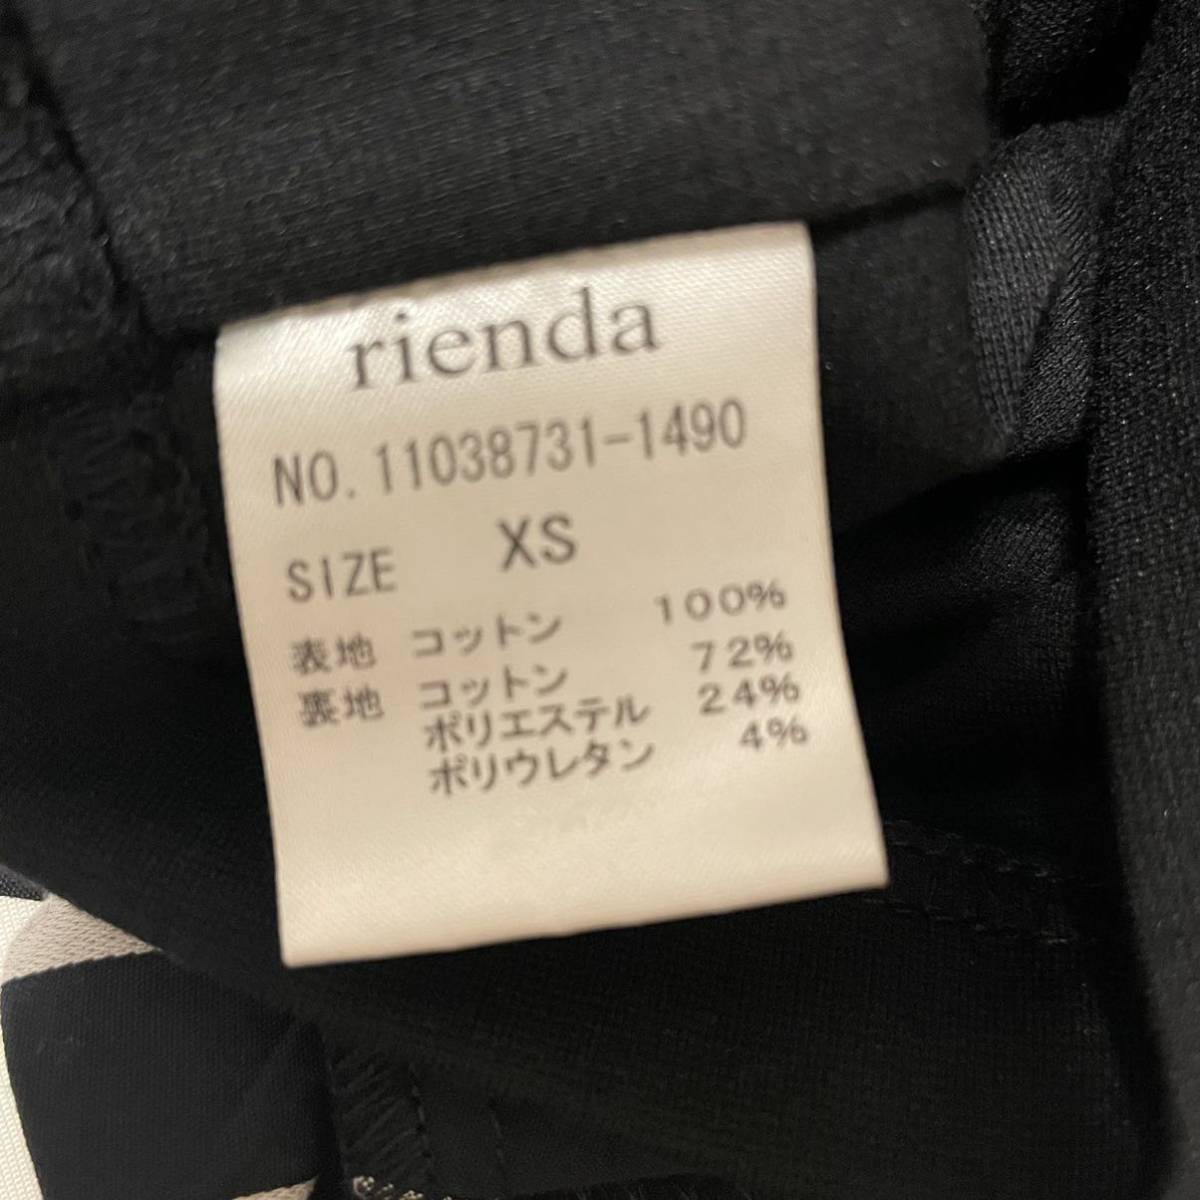 rienda
NO.11038731-1490
SIZE XS
表地 コットン 100%
裏地 コットン 72%
ポリエステル 24%
ポリウレタン 4%